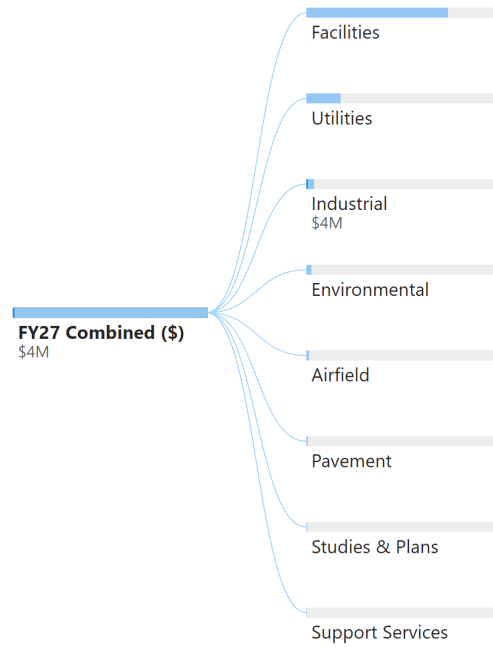 Facilities
Utilities
Industrial
$4M
Environmental
FY27 Combined ($)
$4M
Airfield
Pavement
Studies & Plans
Support Services